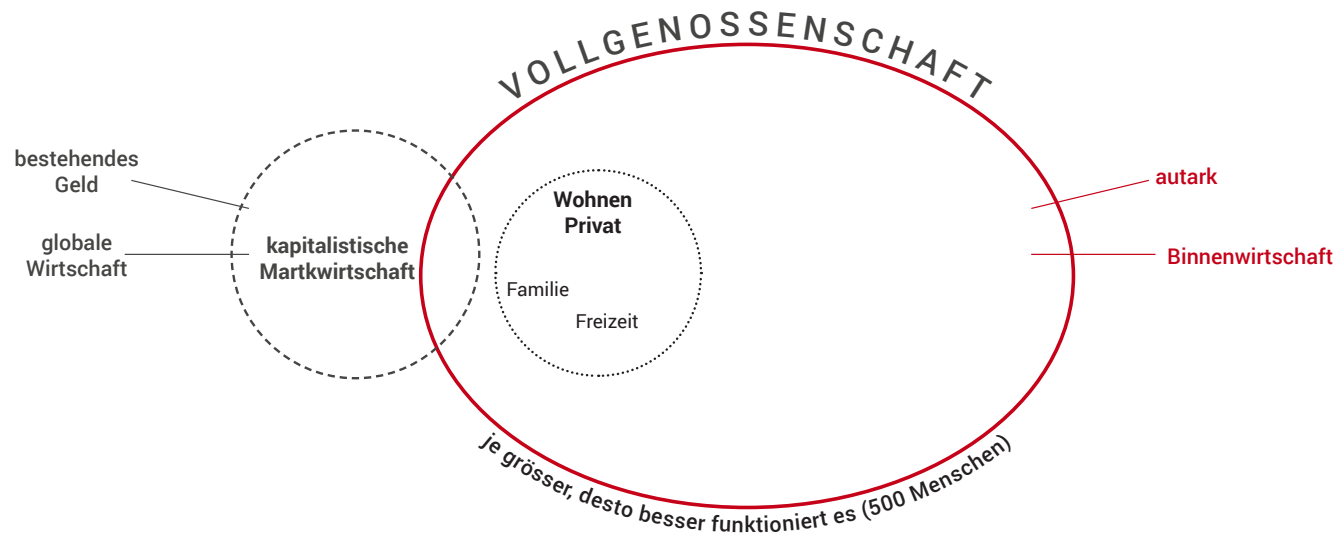 VOLLGENOSSENSCHAFT
bestehendes
Geld
globale
Wirtschaft
kapitalistische
Martkwirtschaft
Wohnen
Privat
Familie
Freizeit
autark
Binnenwirtschaft
je grösser, desto besser funktioniert es (500 Menschen)